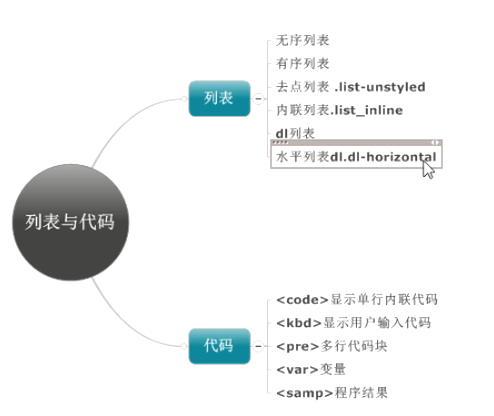 列表与代码
列表
无序列表
有序列表
去点列表 .list-unstyled
内联列表.list_inline
dl列表
水平列表dl.dl-horizontal
代码
<code>显示单行内联代码
<kbd>显示用户输入代码
<pre>多行代码块
<var>变量
<samp>程序结果